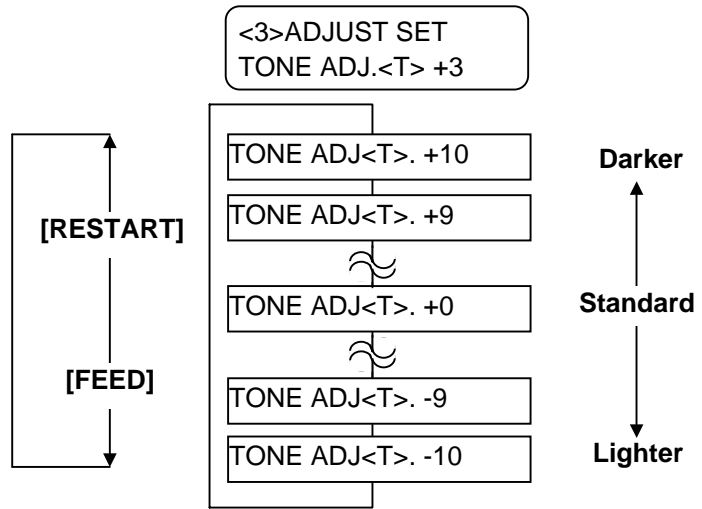 <3>ADJUST SET
TONE ADJ.<T> +3
TONE ADJ<T>. +10
Darker
TONE ADJ<T>. +9
[RESTART]
TONE ADJ<T>. +0
Standard
[FEED]
TONE ADJ<T>. -9
TONE ADJ<T>. -10
Lighter